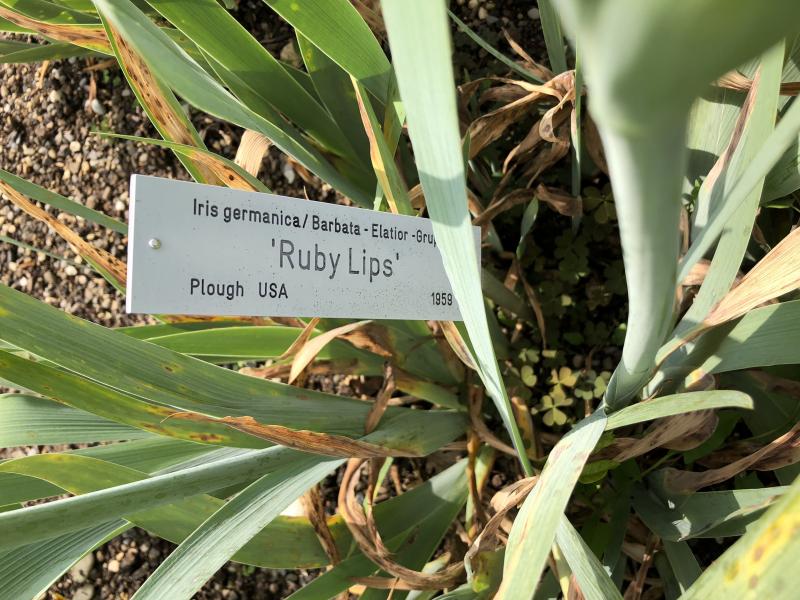 Iris germanica / Barbata - Elatior -Grup
'Ruby Lips'
Plough USA
1959